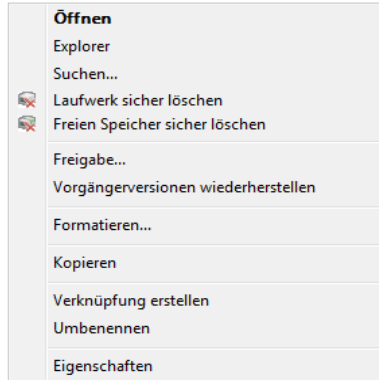 Öffnen
Explorer
Suchen...
Laufwerk sicher löschen
Freien Speicher sicher löschen
Freigabe...
Vorgängerversionen wiederherstellen
Formatieren...
Kopieren
Verknüpfung erstellen
Umbenennen
Eigenschaften